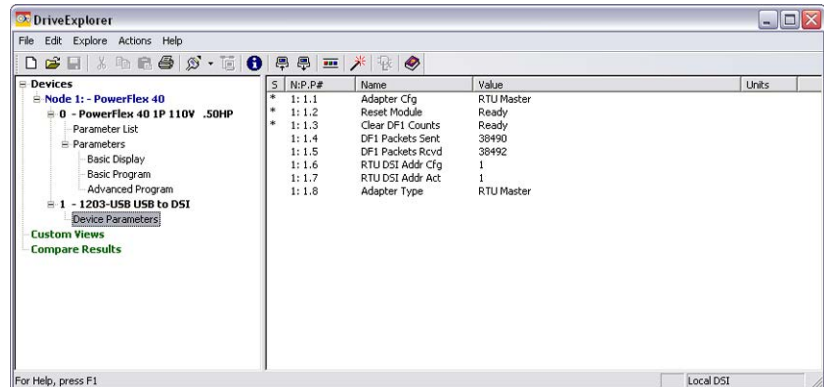 DriveExplorer
File Edit Explore Actions Help
Devices
Node 1: - PowerFlex 40
0 - PowerFlex 40 1P 110V .50HP
Parameter List
Parameters
Basic Display
Basic Program
Advanced Program
1 - 1203-USB USB to DSI
Device Parameters
Custom Views
Compare Results
S N:P.P# Name Value Units
* 1: 1.1 Adapter Cfg RTU Master
* 1: 1.2 Reset Module Ready
* 1: 1.3 Clear DF1 Counts Ready
1: 1.4 DF1 Packets Sent 38490
1: 1.5 DF1 Packets Rcvd 38492
1: 1.6 RTU DSI Addr Cfg 1
1: 1.7 RTU DSI Addr Act 1
1: 1.8 Adapter Type RTU Master
For Help, press F1
Local DSI